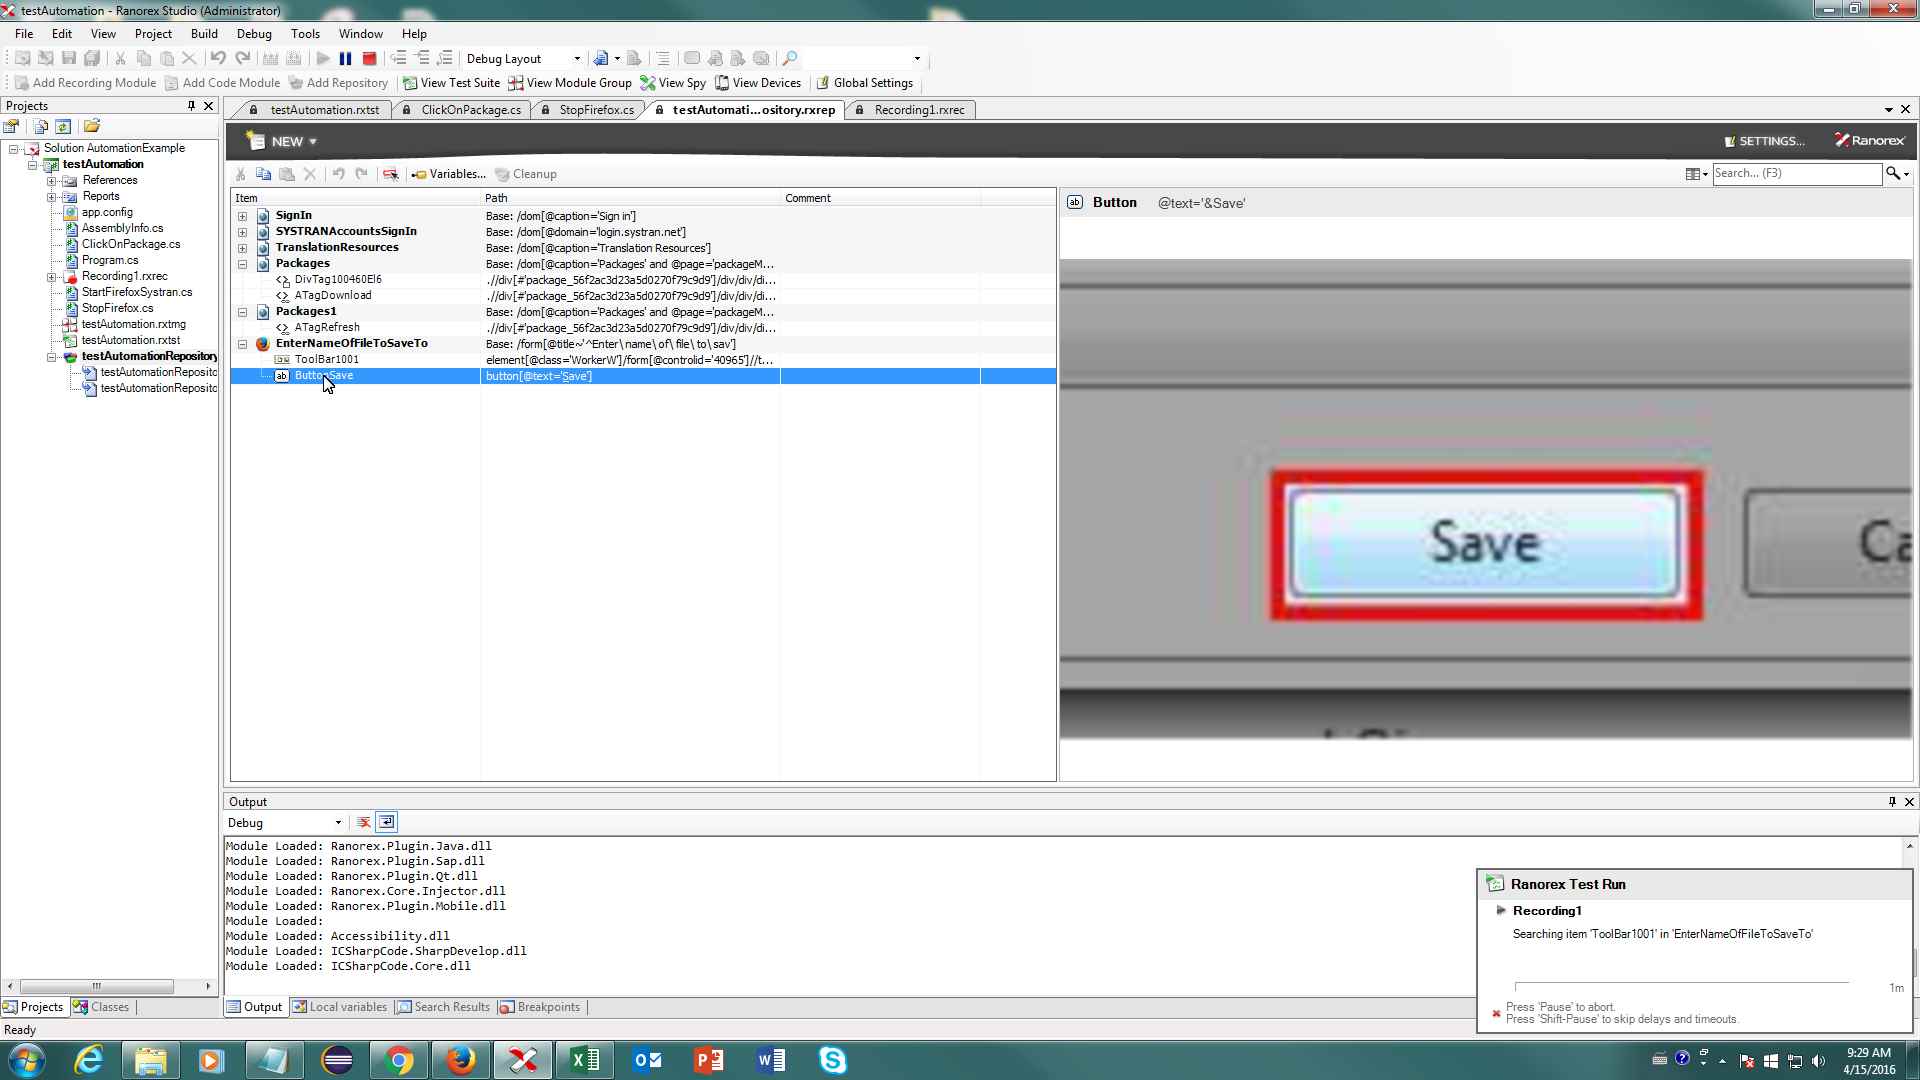 testAutomation - Ranorex Studio (Administrator)
File Edit View Project Build Debug Tools Window Help
Debug Layout
Add Recording Module Add Code Module Add Repository View Test Suite View Module Group View Spy View Devices Global Settings
Projects
testAutomation.rxtst ClickOnPackage.cs StopFirefox.cs testAutomati...ository.rxrep Recording1.rxrec
NEW SETTINGS... Ranorex
Variables... Cleanup Search... (F3)
Solution AutomationExample
testAutomation
References
Reports
app.config
AssemblyInfo.cs
ClickOnPackage.cs
Program.cs
Recording1.rxrec
StartFirefoxSystran.cs
StopFirefox.cs
testAutomation.rxtmg
testAutomation.rxtst
testAutomationRepository
testAutomationReposito
testAutomationReposito
Projects Classes
Item Path Comment
SignIn Base: /dom[@caption='Sign in']
SYSTRANAccountsSignIn Base: /dom[@domain='login.systran.net']
TranslationResources Base: /dom[@caption='Translation Resources']
Packages Base: /dom[@caption='Packages' and @page='packageM...
DivTag100460El6 .//div[#'package_56f2ac3d23a5d0270f79c9d9']/div/div/di...
ATagDownload .//div[#'package_56f2ac3d23a5d0270f79c9d9']/div/div/di...
Packages1 Base: /dom[@caption='Packages' and @page='packageM...
ATagRefresh .//div[#'package_56f2ac3d23a5d0270f79c9d9']/div/div/di...
EnterNameOfFileToSaveTo Base: /form[@title~'^Enter\ name\ of\ file\ to\ sav']
ToolBar1001 element[@class='WorkerW']/form[@controlid='40965']//t...
ButtonSave button[@text='Save']
Button @text='&Save'
Save Ca
Output
Debug
Module Loaded: Ranorex.Plugin.Java.dll
Module Loaded: Ranorex.Plugin.Sap.dll
Module Loaded: Ranorex.Plugin.Qt.dll
Module Loaded: Ranorex.Core.Injector.dll
Module Loaded: Ranorex.Plugin.Mobile.dll
Module Loaded:
Module Loaded: Accessibility.dll
Module Loaded: ICSharpCode.SharpDevelop.dll
Module Loaded: ICSharpCode.Core.dll
Output Local variables Search Results Breakpoints
Ranorex Test Run
Recording1
Searching item 'ToolBar1001' in 'EnterNameOfFileToSaveTo'
1m
Press 'Pause' to abort.
Press 'Shift-Pause' to skip delays and timeouts.
Ready
9:29 AM
4/15/2016